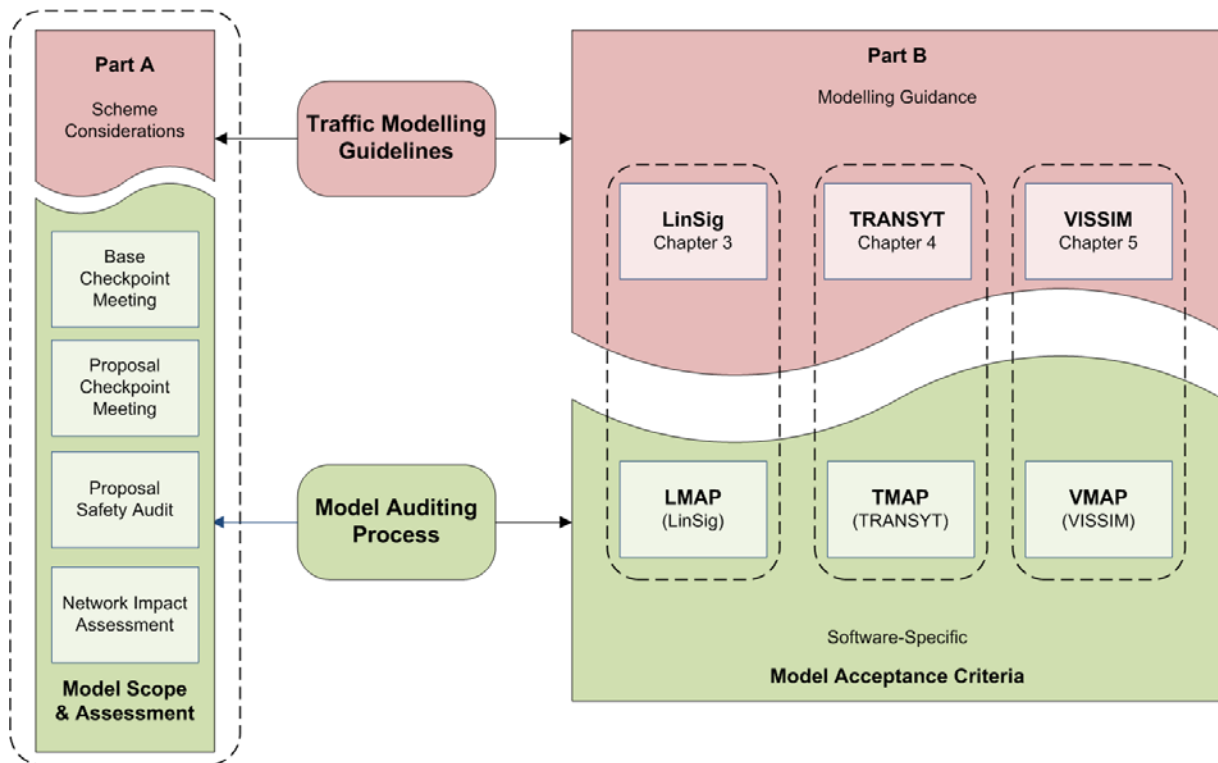 Part A
Scheme
Considerations
Base
Checkpoint
Meeting
Proposal
Checkpoint
Meeting
Proposal
Safety Audit
Network Impact
Assessment
Model Scope
& Assessment
Traffic Modelling
Guidelines
Model Auditing
Process
Part B
Modelling Guidance
LinSig
Chapter 3
TRANSYT
Chapter 4
VISSIM
Chapter 5
LMAP
(LinSig)
TMAP
(TRANSYT)
VMAP
(VISSIM)
Software-Specific
Model Acceptance Criteria